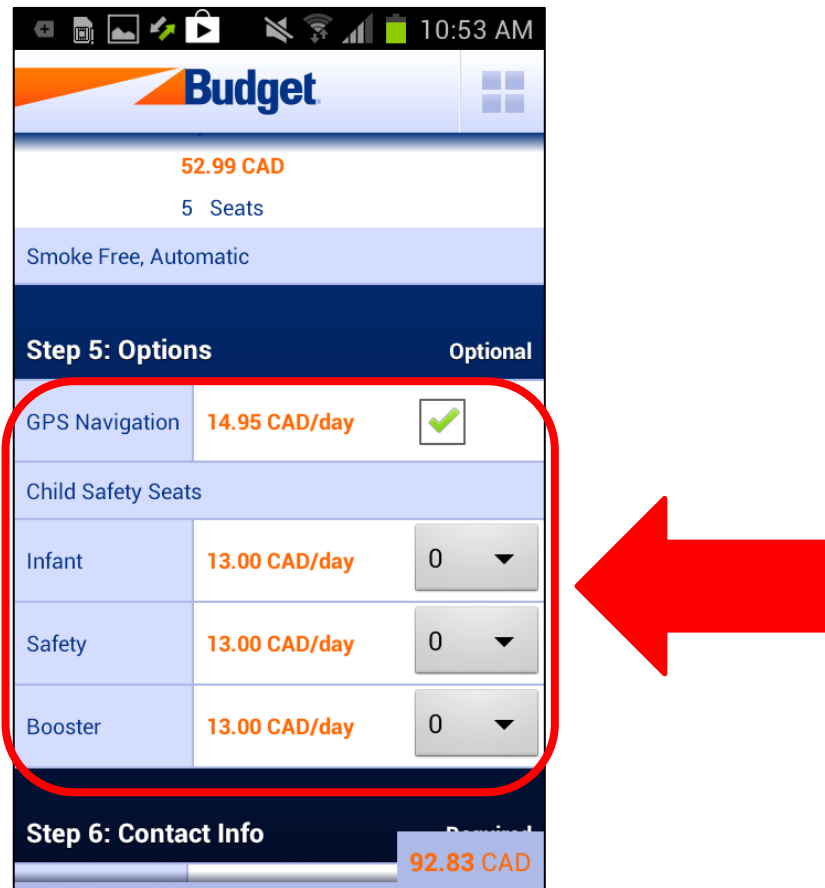 10:53 AM
Budget
52.99 CAD
5 Seats
Smoke Free, Automatic
Step 5: Options Optional
GPS Navigation 14.95 CAD/day
Child Safety Seats
Infant 13.00 CAD/day 0
Safety 13.00 CAD/day 0
Booster 13.00 CAD/day 0
Step 6: Contact Info Required
92.83 CAD